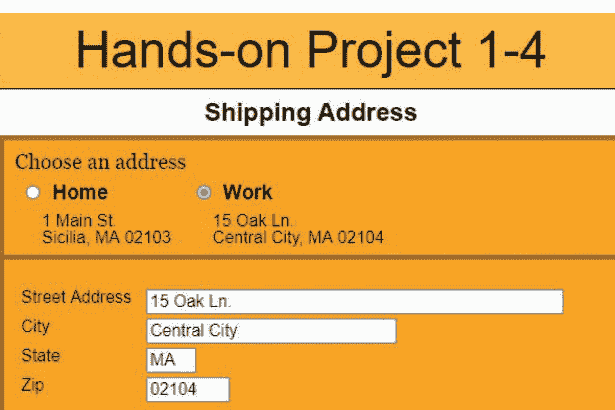 Hands-on Project 1-4
Shipping Address
Choose an address
Home
1 Main St.
Sicilia, MA 02103
Work
15 Oak Ln.
Central City, MA 02104
Street Address 15 Oak Ln.
City Central City
State MA
Zip 02104